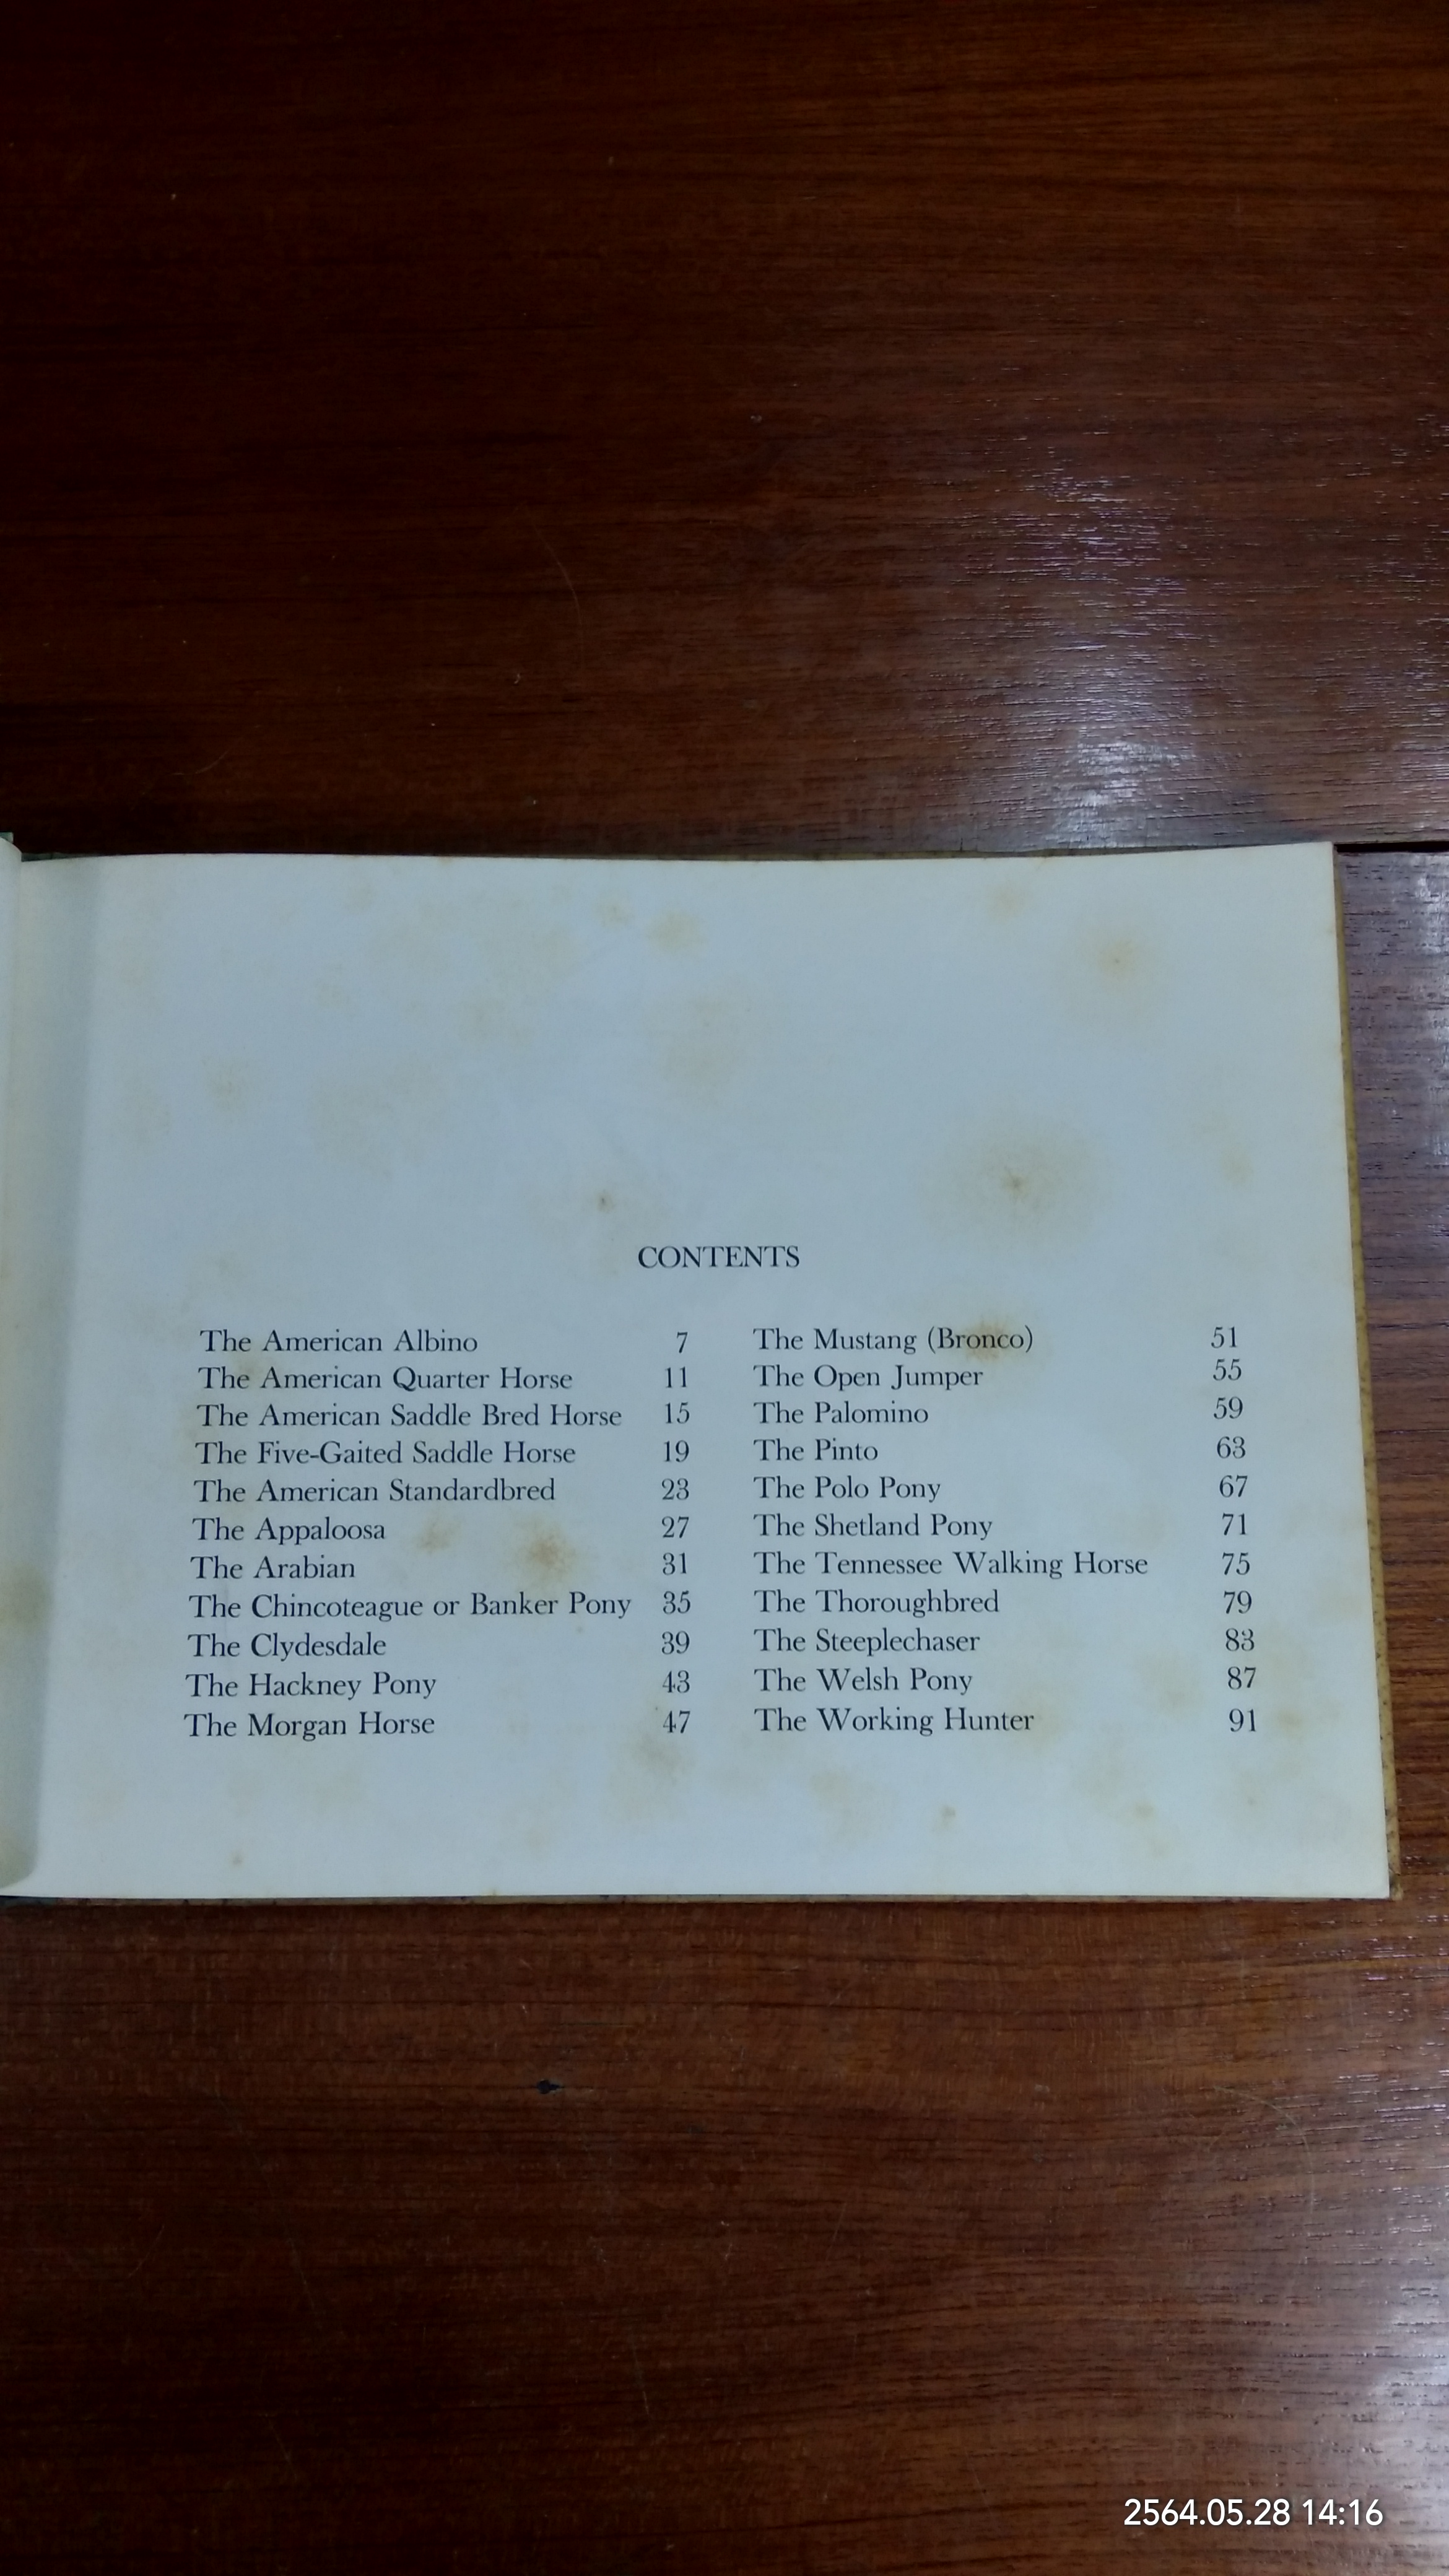 CONTENTS
The American Albino 7
The American Quarter Horse 11
The American Saddle Bred Horse 15
The Five-Gaited Saddle Horse 19
The American Standardbred 23
The Appaloosa 27
The Arabian 31
The Chincoteague or Banker Pony 35
The Clydesdale 39
The Hackney Pony 43
The Morgan Horse 47
The Mustang (Bronco) 51
The Open Jumper 55
The Palomino 59
The Pinto 63
The Polo Pony 67
The Shetland Pony 71
The Tennessee Walking Horse 75
The Thoroughbred 79
The Steeplechaser 83
The Welsh Pony 87
The Working Hunter 91
2564.05.28 14:16